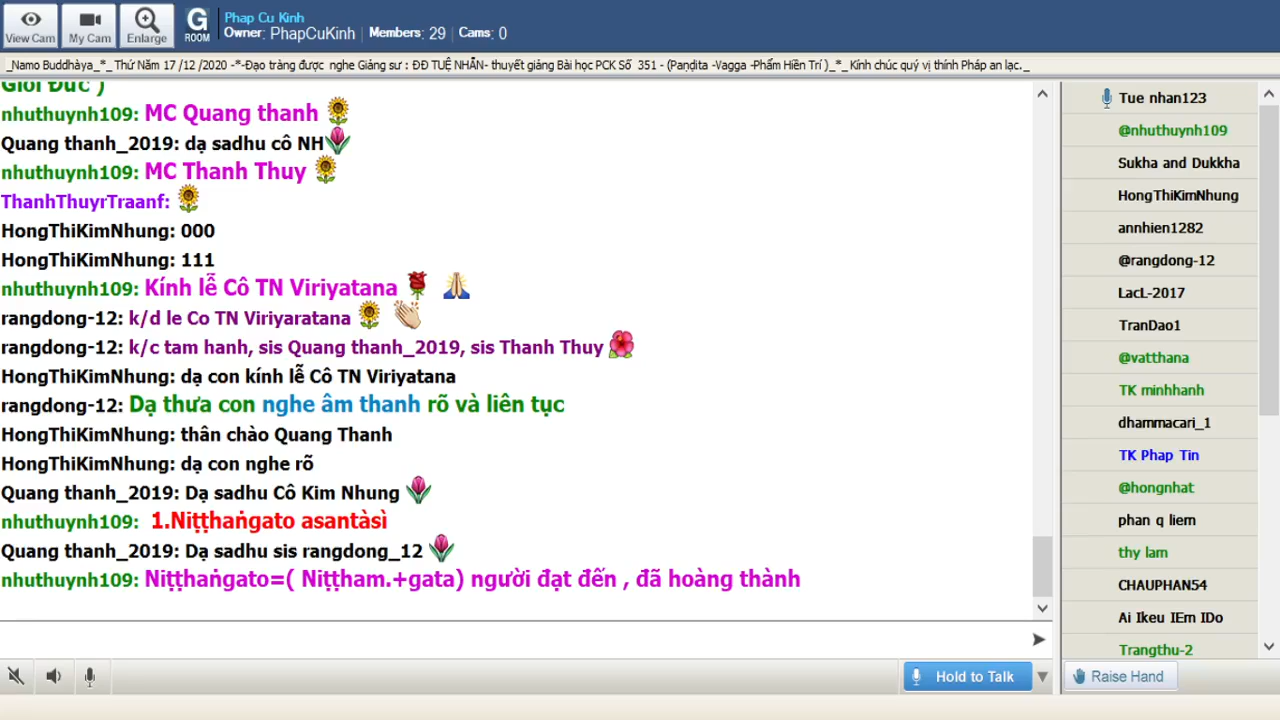 View Cam
My Cam
Enlarge
G
ROOM
Phap Cu Kinh
Owner: PhapCuKinh | Members: 29 | Cams: 0
_Namo Buddhàya_*_ Thứ Năm 17 /12 /2020 -*-Đạo tràng được nghe Giảng sư : ĐĐ TUỆ NHẪN- thuyết giảng Bài học PCK Số 351 - (Paṇḍita -Vagga -Phẩm Hiền Trí )_*_ Kính chúc quý vị thính Pháp an lạc._
Giới Đức )
nhuthuynh109: MC Quang thanh
Quang thanh_2019: dạ sadhu cô NH
nhuthuynh109: MC Thanh Thuy
ThanhThuyrTraanf:
HongThiKimNhung: 000
HongThiKimNhung: 111
nhuthuynh109: Kính lễ Cô TN Viriyatana
rangdong-12: k/d le Co TN Viriyaratana
rangdong-12: k/c tam hanh, sis Quang thanh_2019, sis Thanh Thuy
HongThiKimNhung: dạ con kính lễ Cô TN Viriyatana
rangdong-12: Dạ thưa con nghe âm thanh rõ và liên tục
HongThiKimNhung: thân chào Quang Thanh
HongThiKimNhung: dạ con nghe rõ
Quang thanh_2019: Dạ sadhu Cô Kim Nhung
nhuthuynh109: 1.Niṭṭhaṅgato asantàsì
Quang thanh_2019: Dạ sadhu sis rangdong_12
nhuthuynh109: Niṭṭhaṅgato=( Niṭṭham.+gata) người đạt đến , đã hoàng thành
Tue nhan123
@nhuthuynh109
Sukha and Dukkha
HongThiKimNhung
annhien1282
@rangdong-12
LacL-2017
TranDao1
@vatthana
TK minhhanh
dhammacari_1
TK Phap Tin
@hongnhat
phan q liem
thy lam
CHAUPHAN54
Ai Ikeu IEm IDo
Trangthu-2
Hold to Talk
Raise Hand